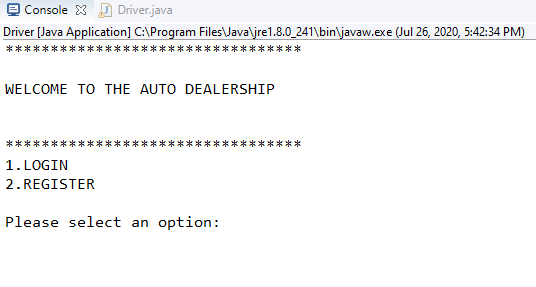 Console Driver.java
Driver [Java Application] C:\Program Files\Java\jre1.8.0_241\bin\javaw.exe (Jul 26, 2020, 5:42:34 PM)
*********************************
WELCOME TO THE AUTO DEALERSHIP
*********************************
1.LOGIN
2.REGISTER
Please select an option: